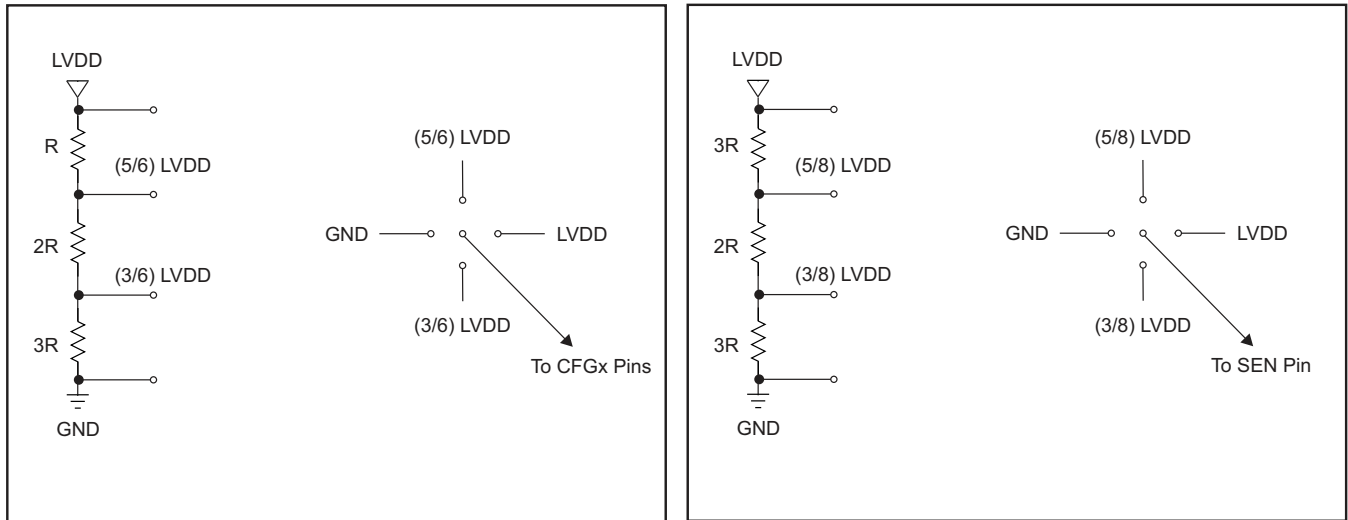 LVDD
R
(5/6) LVDD
2R
(3/6) LVDD
3R
GND
(5/6) LVDD
GND
LVDD
(3/6) LVDD
To CFGx Pins
LVDD
3R
(5/8) LVDD
2R
(3/8) LVDD
3R
GND
(5/8) LVDD
GND
LVDD
(3/8) LVDD
To SEN Pin